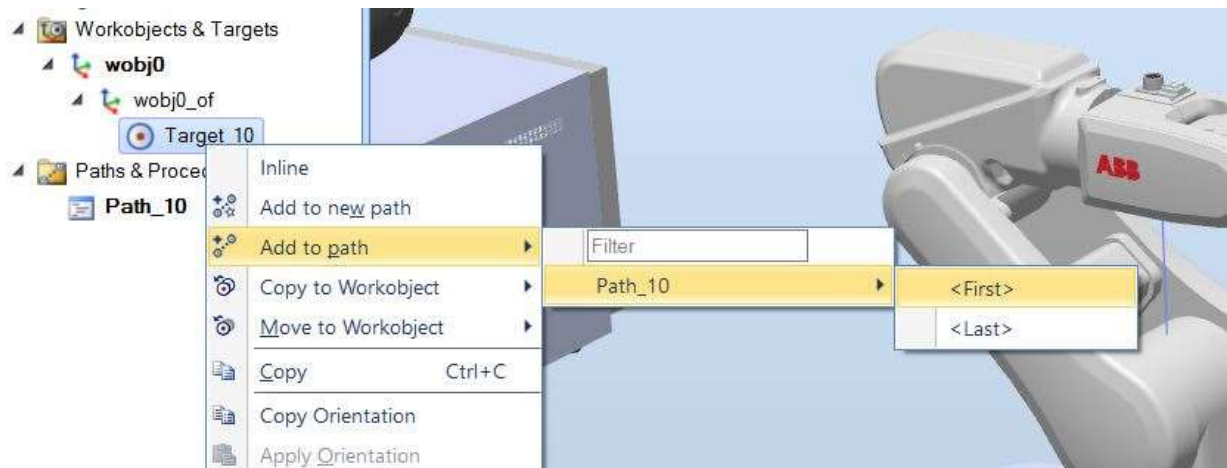 Workobjects & Targets
wobj0
wobj0_of
Target_10
Paths & Proced
Path_10
Inline
Add to new path
Add to path
Copy to Workobject
Move to Workobject
Copy Ctrl+C
Copy Orientation
Apply Orientation
Filter
Path_10
<First>
<Last>
ABB